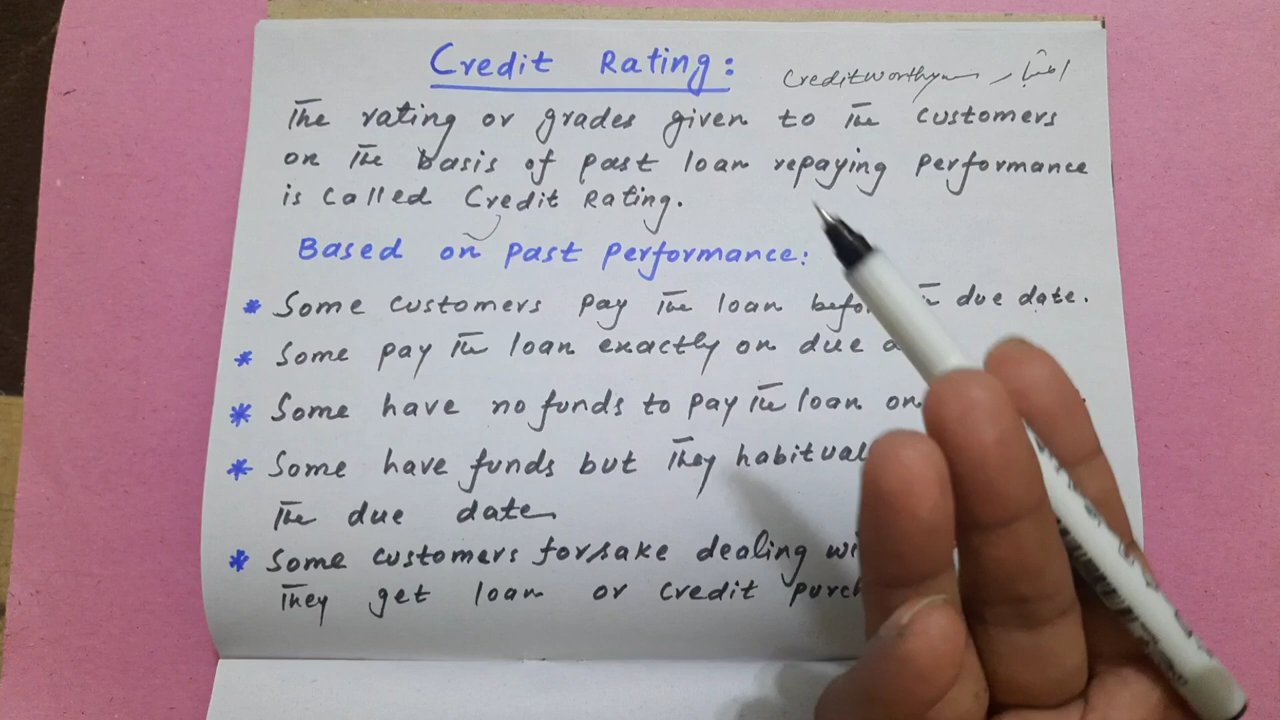 Credit Rating:
Creditworthyness اعتبار
The rating or grades given to the customers
on the basis of past loan repaying performance
is called Credit Rating.
Based on past performance:
* Some customers pay the loan before the due date.
* Some pay the loan exactly on due
* Some have no funds to pay the loan on
* Some have funds but they
the due date
* Some customers forsake dealing
They get loan or credit